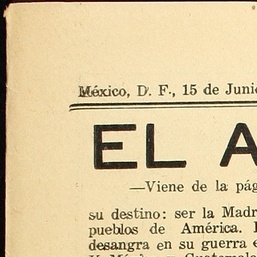 México, D. F., 15 de Juni
EL A
—Viene de la pág
su destino: ser la Madr
pueblos de América.
desangra en su guerra e